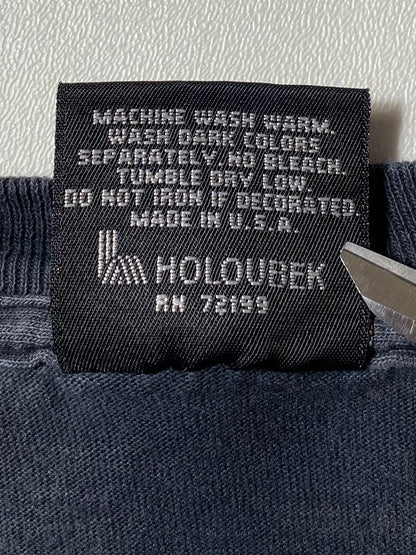 MACHINE WASH WARM.
WASH DARK COLORS
SEPARATELY, NO BLEACH.
TUMBLE DRY LOW.
DO NOT IRON IF DECORATED.
MADE IN U.S.A.
HOLOUBEK
RN 72199